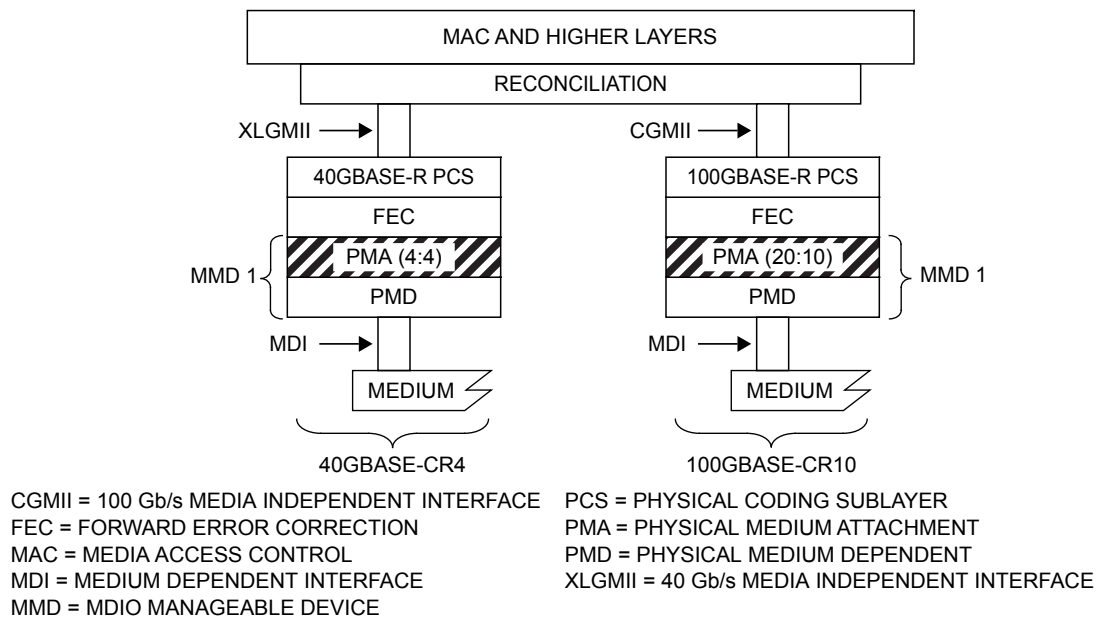 MAC AND HIGHER LAYERS
RECONCILIATION
XLGMII
CGMII
40GBASE-R PCS
100GBASE-R PCS
FEC
FEC
MMD 1
PMA (4:4)
PMA (20:10)
MMD 1
PMD
PMD
MDI
MDI
MEDIUM
MEDIUM
40GBASE-CR4
100GBASE-CR10
CGMII = 100 Gb/s MEDIA INDEPENDENT INTERFACE
FEC = FORWARD ERROR CORRECTION
MAC = MEDIA ACCESS CONTROL
MDI = MEDIUM DEPENDENT INTERFACE
MMD = MDIO MANAGEABLE DEVICE
PCS = PHYSICAL CODING SUBLAYER
PMA = PHYSICAL MEDIUM ATTACHMENT
PMD = PHYSICAL MEDIUM DEPENDENT
XLGMII = 40 Gb/s MEDIA INDEPENDENT INTERFACE